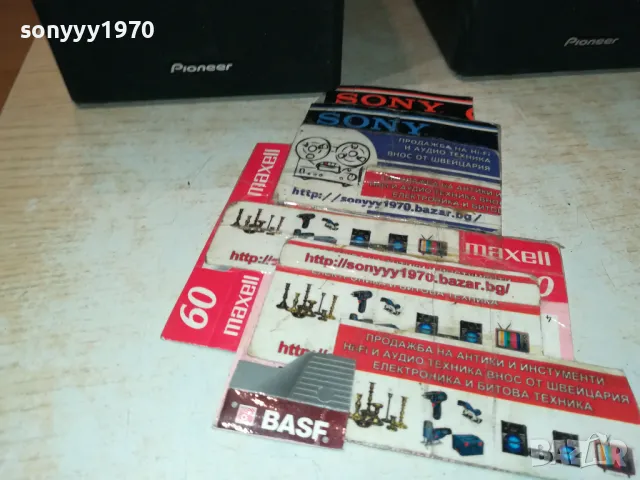 sonyyy1970
Pioneer
Pioneer
SONY
SONY
ПРОДАЖБА НА Hi-Fi
И АУДИО ТЕХНИКА
ВНОС ОТ ШВЕЙЦАРИЯ
maxell
http://sonyyy1970.bazar.bg/
maxell
http://sonyyy1970.bazar.bg/
60
maxell
ПРОДАЖБА НА АНТИКИ И ИНСТУМЕНТИ
Hi-Fi И АУДИО ТЕХНИКА ВНОС ОТ ШВЕЙЦАРИЯ
ЕЛЕКТРОНИКА И БИТОВА ТЕХНИКА
BASF
BAZAR